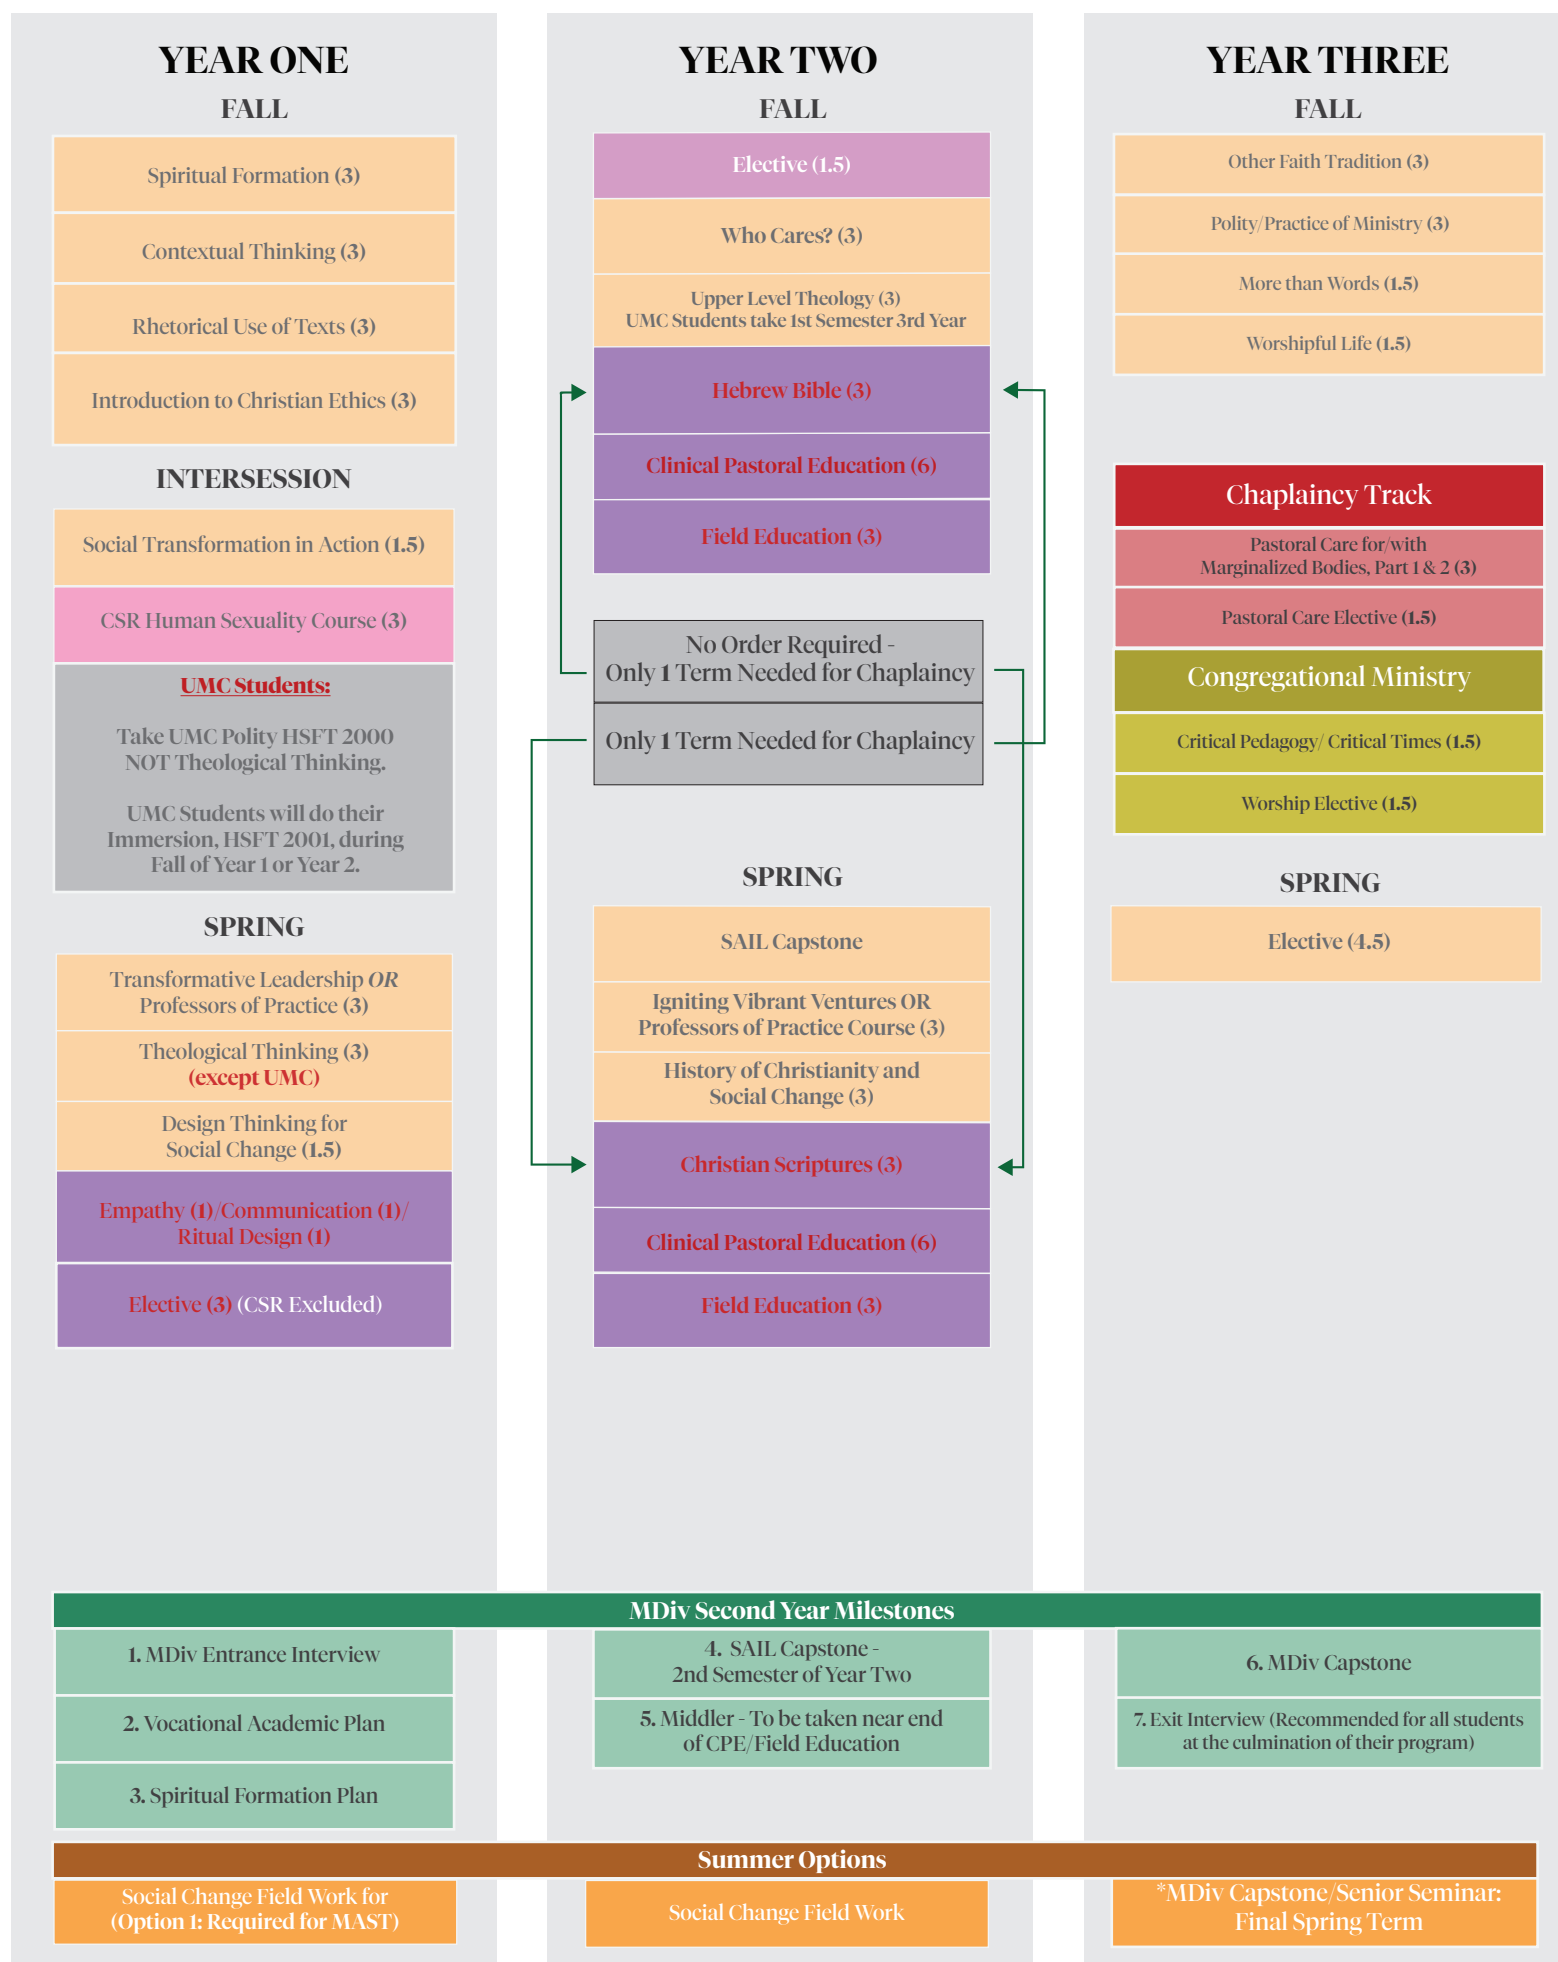 YEAR ONE
FALL
Spiritual Formation (3)
Contextual Thinking (3)
Rhetorical Use of Texts (3)
Introduction to Christian Ethics (3)
INTERSESSION
Social Transformation in Action (1.5)
CSR Human Sexuality Course (3)
UMC Students:
Take UMC Polity HSFT 2000
NOT Theological Thinking.
UMC Students will do their
Immersion, HSFT 2001, during
Fall of Year 1 or Year 2.
SPRING
Transformative Leadership OR
Professors of Practice (3)
Theological Thinking (3)
(except UMC)
Design Thinking for
Social Change (1.5)
Empathy (1)/Communication (1)/
Ritual Design (1)
Elective (3) (CSR Excluded)
YEAR TWO
FALL
Elective (1.5)
Who Cares? (3)
Upper Level Theology (3)
UMC Students take 1st Semester 3rd Year
Hebrew Bible (3)
Clinical Pastoral Education (6)
Field Education (3)
No Order Required -
Only 1 Term Needed for Chaplaincy
Only 1 Term Needed for Chaplaincy
SPRING
SAIL Capstone
Igniting Vibrant Ventures OR
Professors of Practice Course (3)
History of Christianity and
Social Change (3)
Christian Scriptures (3)
Clinical Pastoral Education (6)
Field Education (3)
YEAR THREE
FALL
Other Faith Tradition (3)
Polity/Practice of Ministry (3)
More than Words (1.5)
Worshipful Life (1.5)
Chaplaincy Track
Pastoral Care for/with
Marginalized Bodies, Part 1 & 2 (3)
Pastoral Care Elective (1.5)
Congregational Ministry
Critical Pedagogy/ Critical Times (1.5)
Worship Elective (1.5)
SPRING
Elective (4.5)
MDiv Second Year Milestones
1. MDiv Entrance Interview
2. Vocational Academic Plan
3. Spiritual Formation Plan
4. SAIL Capstone -
2nd Semester of Year Two
5. Middler - To be taken near end
of CPE/Field Education
6. MDiv Capstone
7. Exit Interview (Recommended for all students
at the culmination of their program)
Summer Options
Social Change Field Work for
(Option 1: Required for MAST)
Social Change Field Work
*MDiv Capstone/Senior Seminar:
Final Spring Term